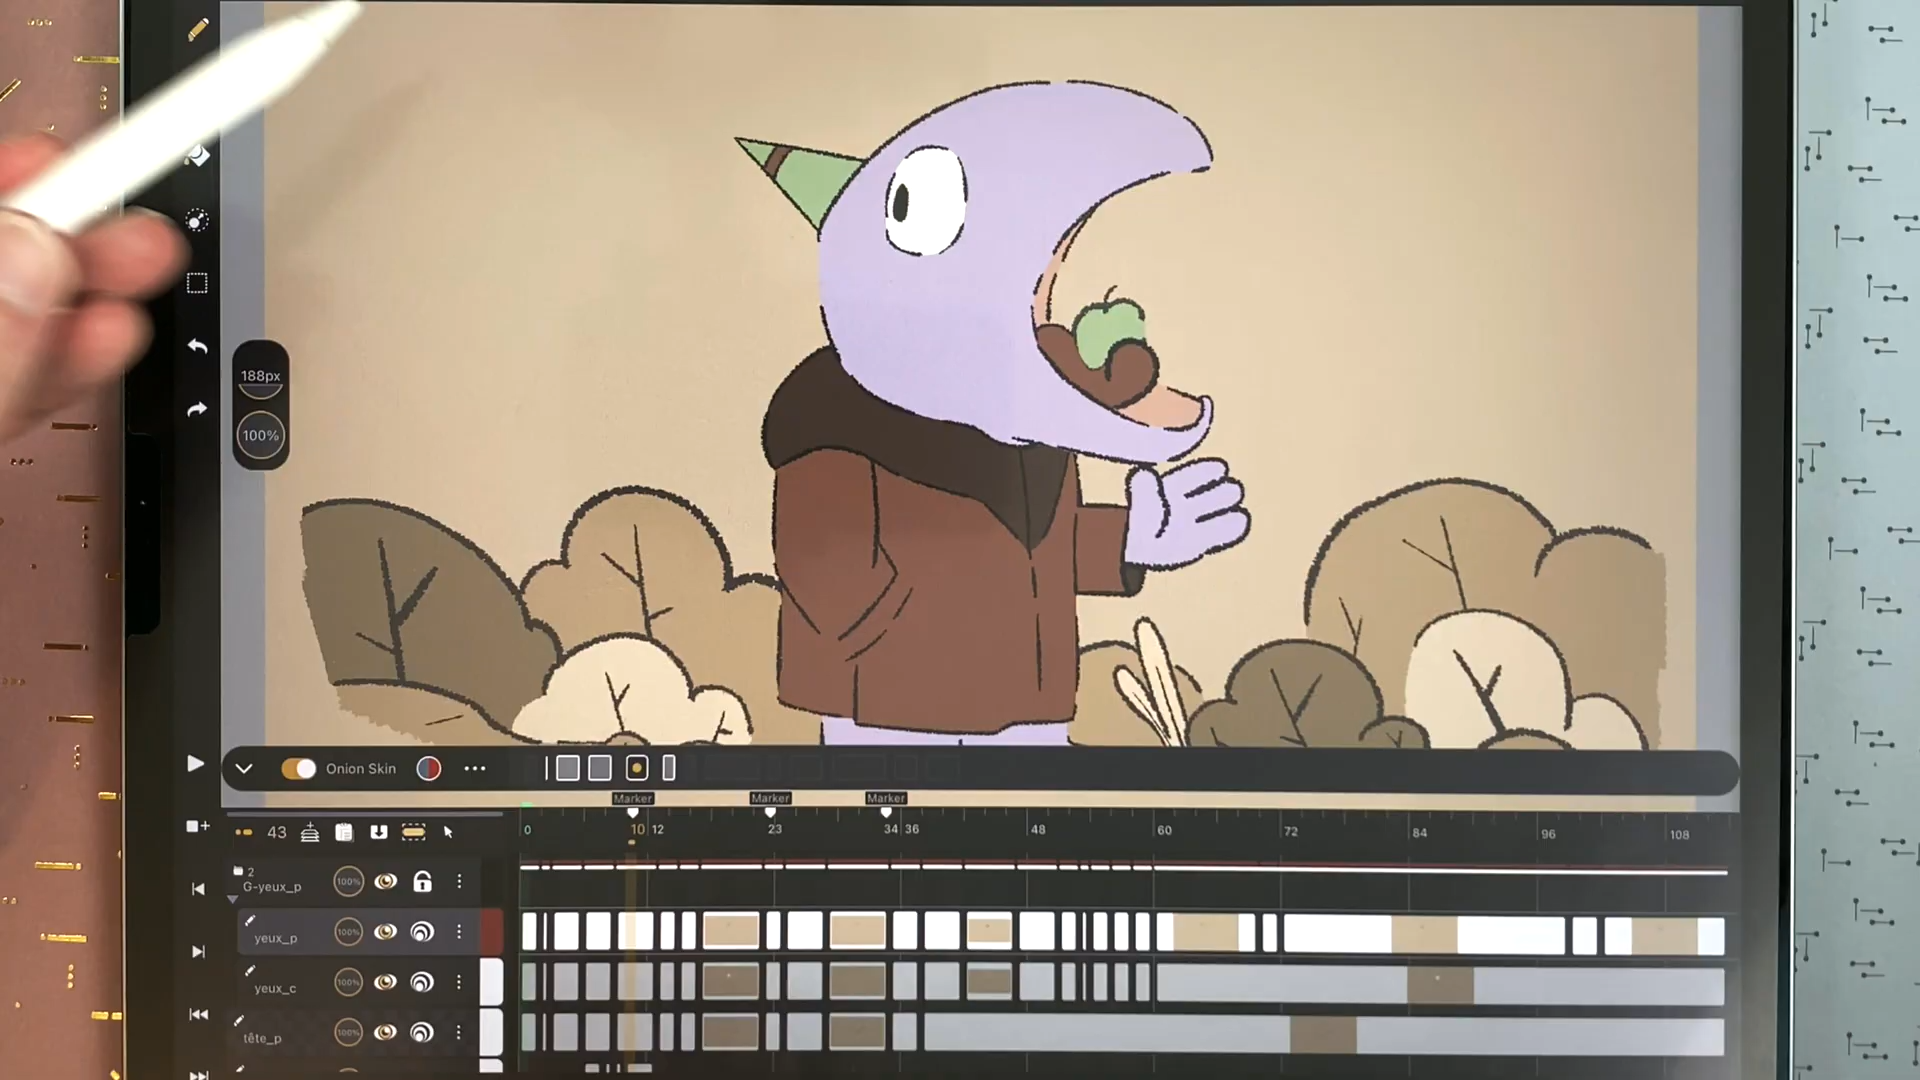 188px
100%
Onion Skin
Marker
Marker
Marker
43
0
10
12
23
34
36
48
60
72
84
96
108
2
G-yeux_p
100%
yeux_p
100%
yeux_c
100%
tête_p
100%